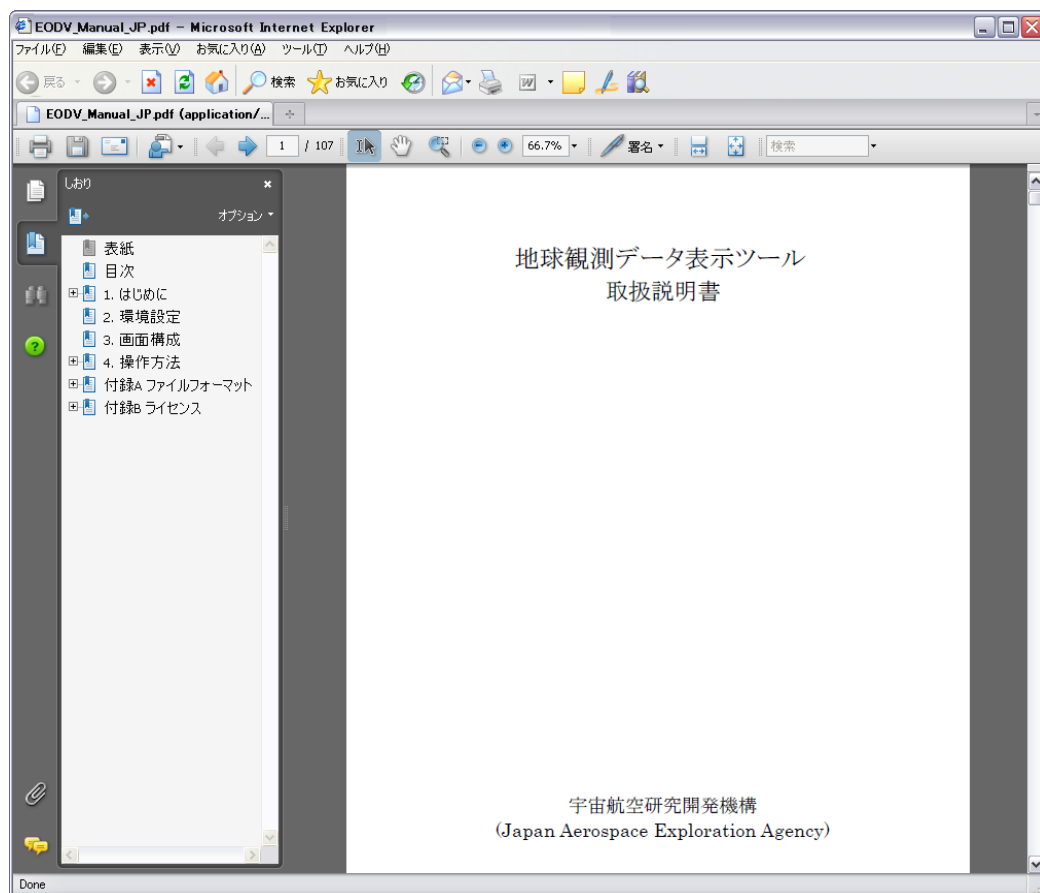 EODV_Manual_JP.pdf - Microsoft Internet Explorer
ファイル(F) 編集(E) 表示(V) お気に入り(A) ツール(T) ヘルプ(H)
戻る 検索 お気に入り
EODV_Manual_JP.pdf (application/...
1 / 107 66.7% 署名 検索
しおり
オプション
表紙
目次
1. はじめに
2. 環境設定
3. 画面構成
4. 操作方法
付録A ファイルフォーマット
付録B ライセンス
地球観測データ表示ツール
取扱説明書
宇宙航空研究開発機構
(Japan Aerospace Exploration Agency)
Done